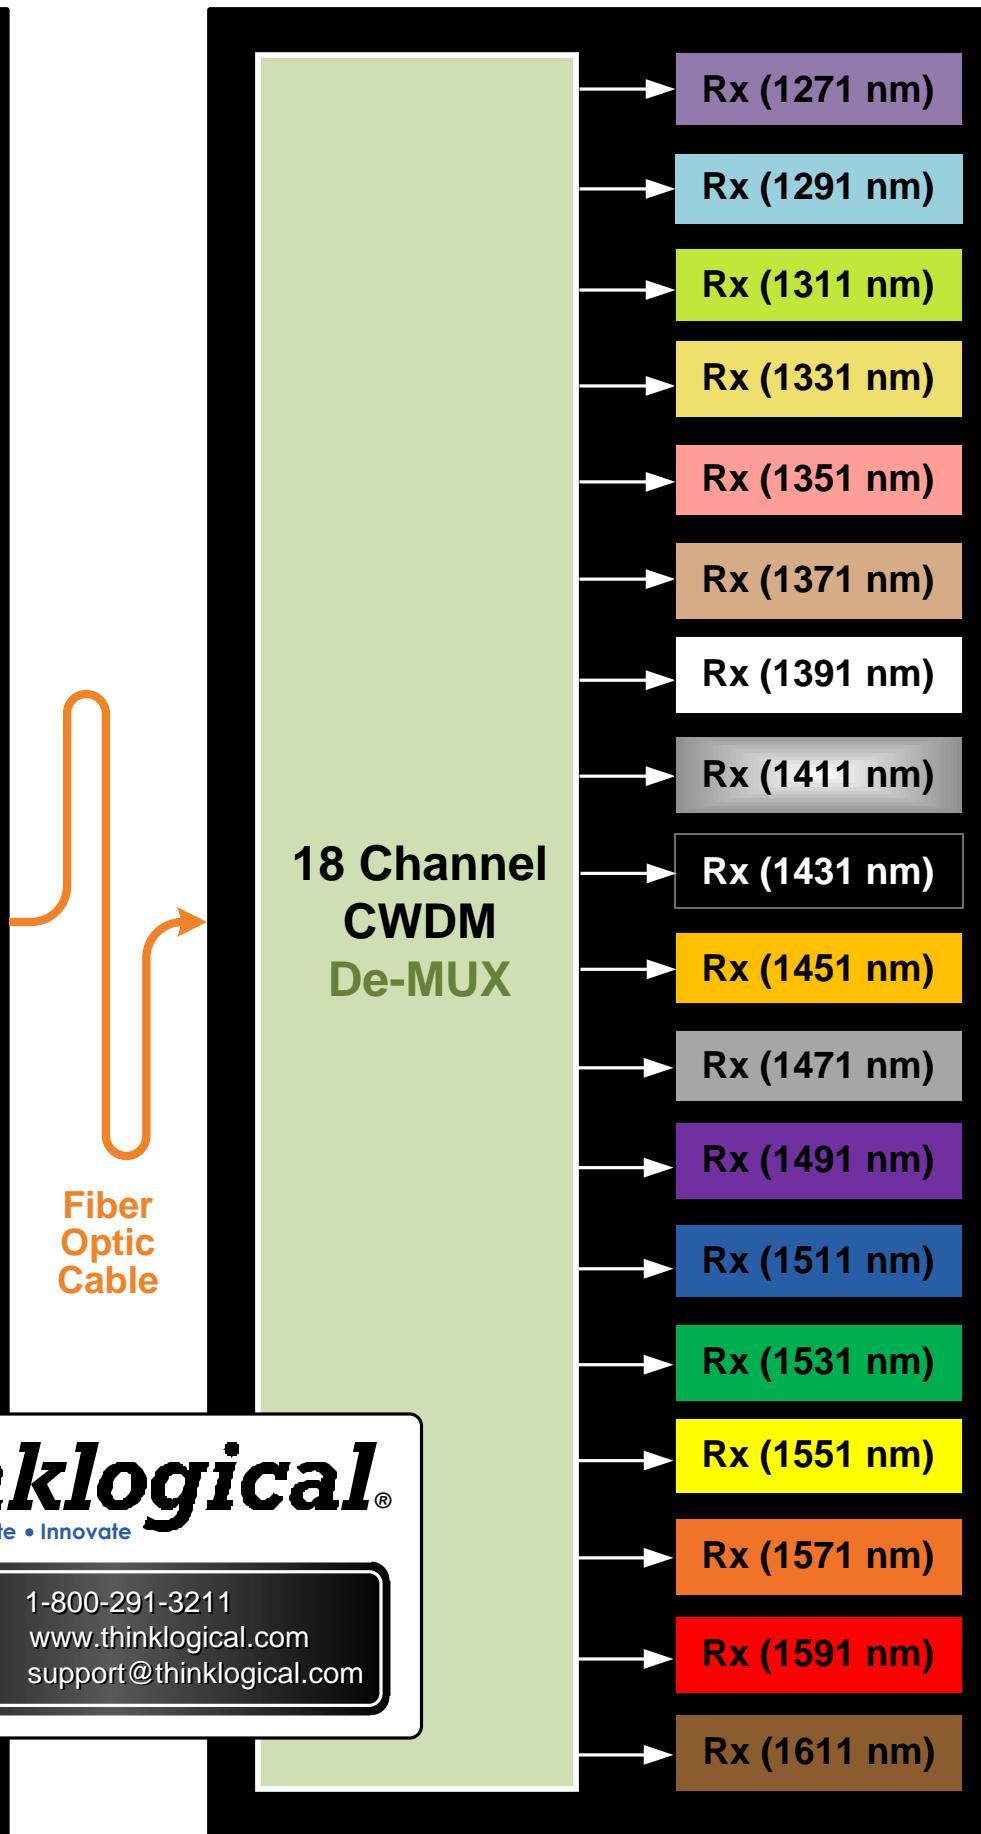 Rx (1271 nm)
Rx (1291 nm)
Rx (1311 nm)
Rx (1331 nm)
Rx (1351 nm)
Rx (1371 nm)
Rx (1391 nm)
Rx (1411 nm)
Rx (1431 nm)
Rx (1451 nm)
Rx (1471 nm)
Rx (1491 nm)
Rx (1511 nm)
Rx (1531 nm)
Rx (1551 nm)
Rx (1571 nm)
Rx (1591 nm)
Rx (1611 nm)
18 Channel
CWDM
De-MUX
Fiber
Optic
Cable
klogical®
te • Innovate
1-800-291-3211
www.thinklogical.com
support@thinklogical.com